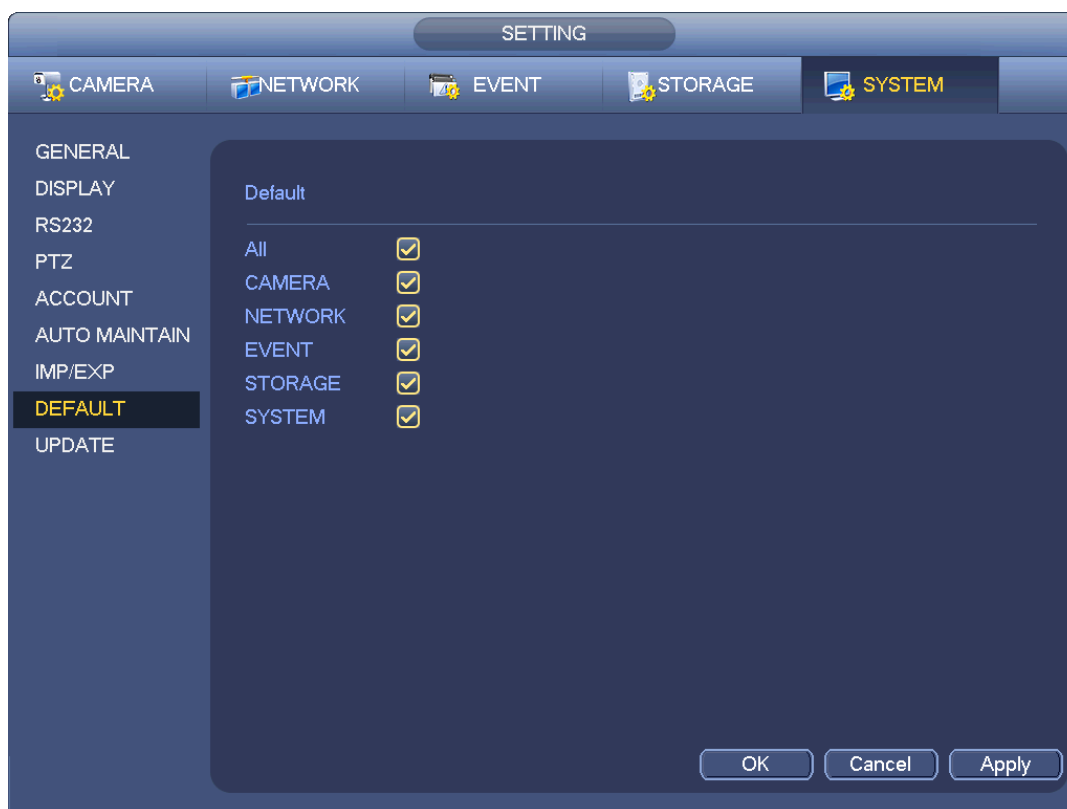 SETTING
CAMERA NETWORK EVENT STORAGE SYSTEM
GENERAL
DISPLAY
RS232
PTZ
ACCOUNT
AUTO MAINTAIN
IMP/EXP
DEFAULT
UPDATE
Default
All
CAMERA
NETWORK
EVENT
STORAGE
SYSTEM
OK Cancel Apply